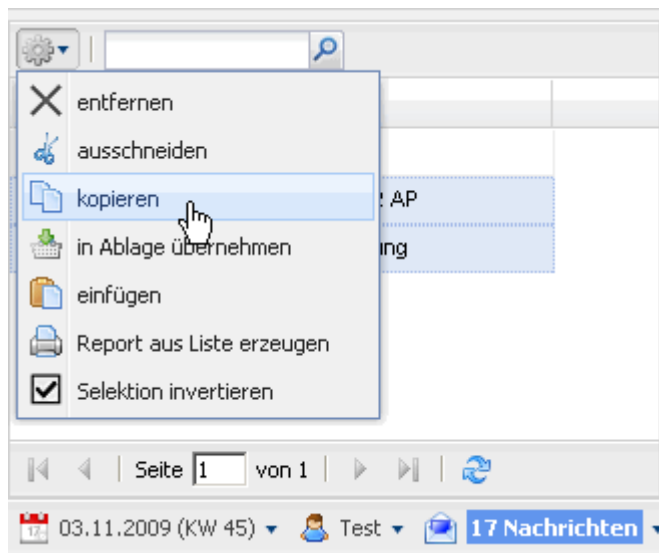 entfernen
ausschneiden
kopieren
AP
in Ablage übernehmen
ung
einfügen
Report aus Liste erzeugen
Selektion invertieren
Seite 1 von 1
03.11.2009 (KW 45) Test 17 Nachrichten